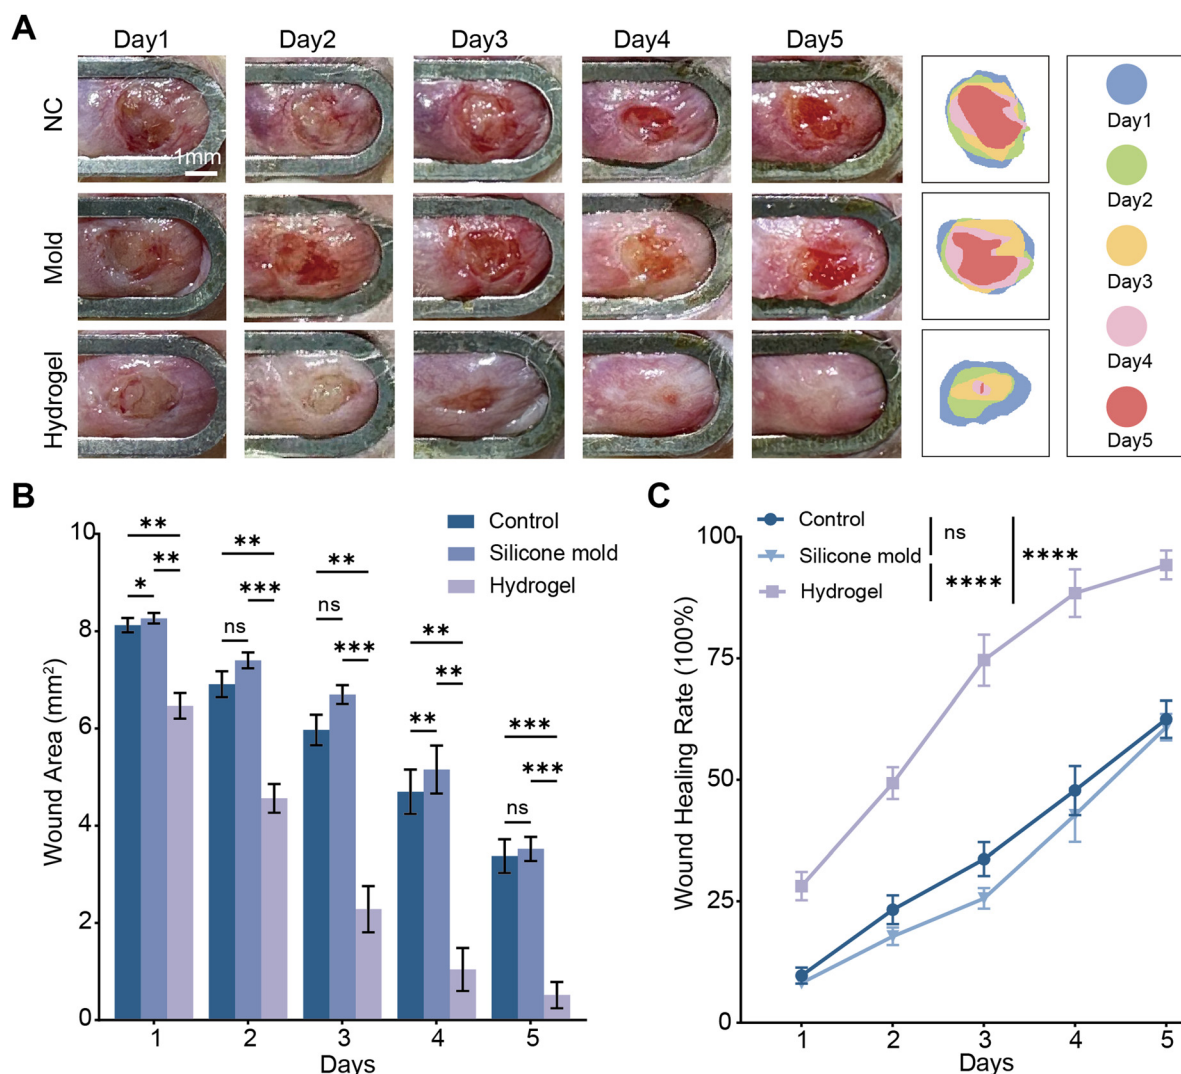 A
Day1 Day2 Day3 Day4 Day5
NC
1mm
Mold
Hydrogel
Day1
Day2
Day3
Day4
Day5
B
Control
Silicone mold
Hydrogel
Wound Area (mm²)
10
8
6
4
2
0
** ** *
** *** ns
** ns ***
** ** **
*** *** ns
1 2 3 4 5
Days
C
Control
Silicone mold
Hydrogel
ns
****
****
Wound Healing Rate (100%)
100
75
50
25
0
1 2 3 4 5
Days